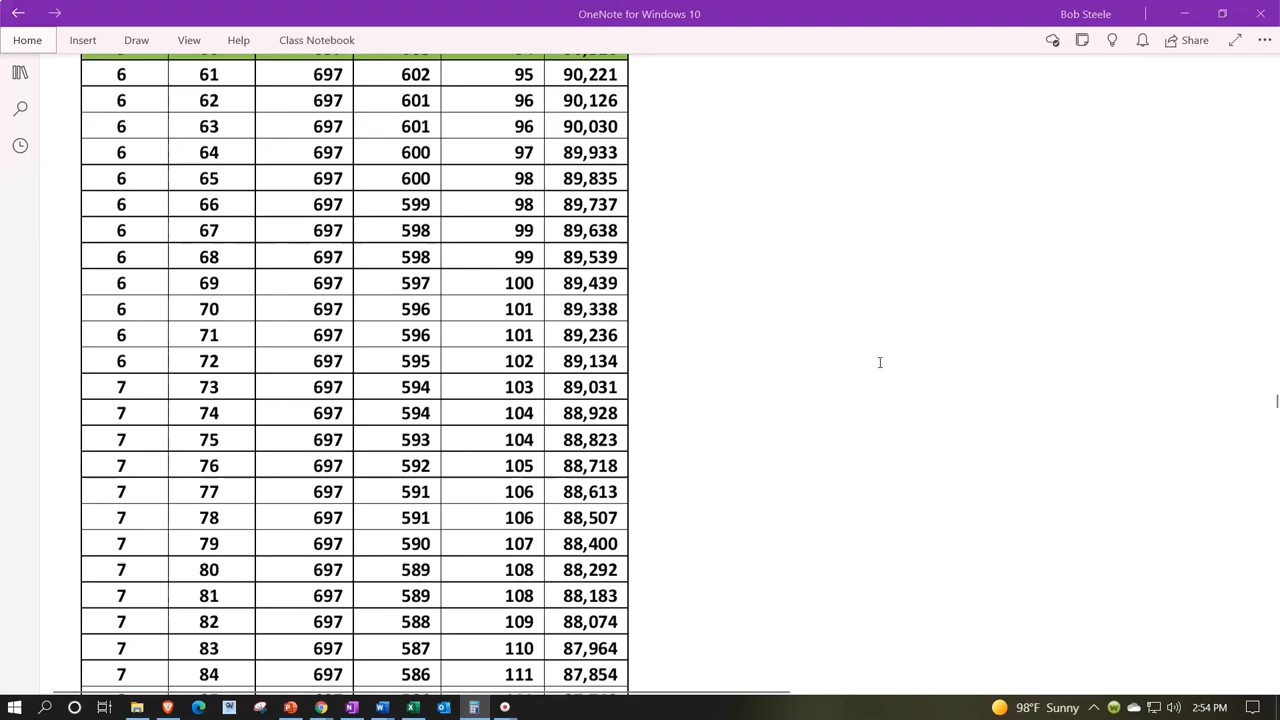 OneNote for Windows 10
Bob Steele
Home Insert Draw View Help Class Notebook
Share
6 61 697 602 95 90,221
6 62 697 601 96 90,126
6 63 697 601 96 90,030
6 64 697 600 97 89,933
6 65 697 600 98 89,835
6 66 697 599 98 89,737
6 67 697 598 99 89,638
6 68 697 598 99 89,539
6 69 697 597 100 89,439
6 70 697 596 101 89,338
6 71 697 596 101 89,236
6 72 697 595 102 89,134
7 73 697 594 103 89,031
7 74 697 594 104 88,928
7 75 697 593 104 88,823
7 76 697 592 105 88,718
7 77 697 591 106 88,613
7 78 697 591 106 88,507
7 79 697 590 107 88,400
7 80 697 589 108 88,292
7 81 697 589 108 88,183
7 82 697 588 109 88,074
7 83 697 587 110 87,964
7 84 697 586 111 87,854
98°F Sunny
2:54 PM